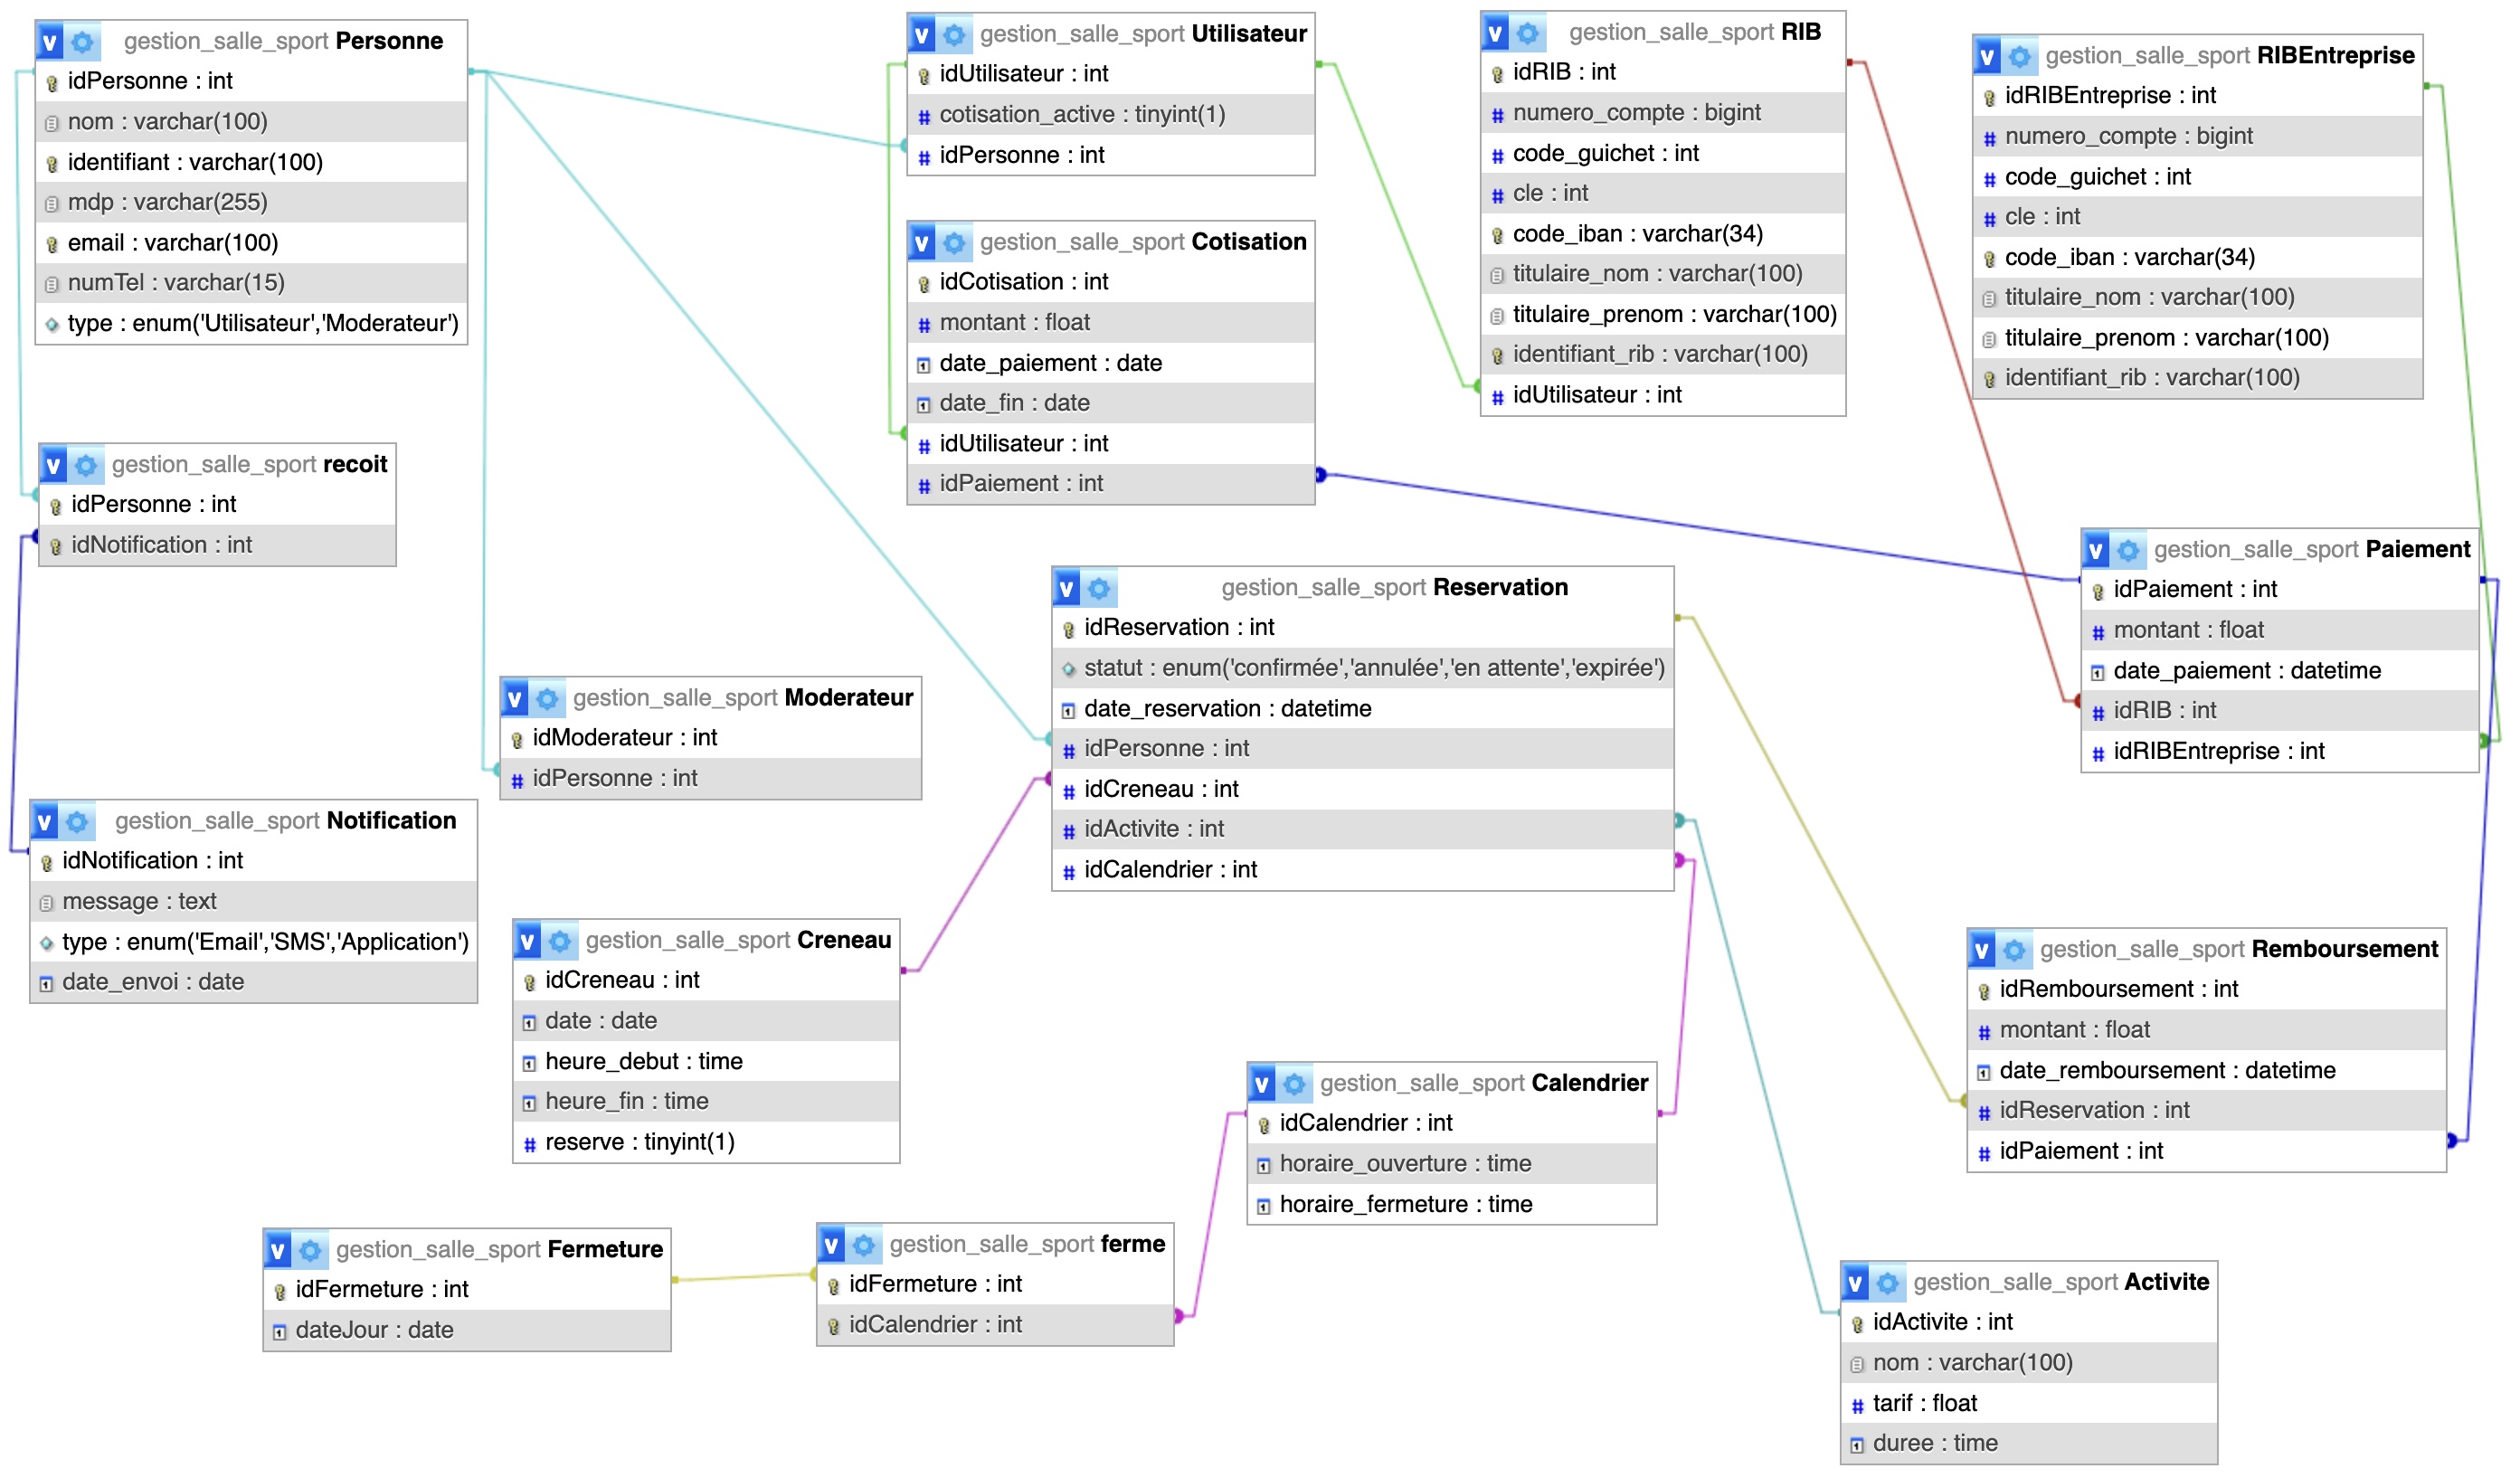 gestion_salle_sport Personne
idPersonne : int
nom : varchar(100)
identifiant : varchar(100)
mdp : varchar(255)
email : varchar(100)
numTel : varchar(15)
type : enum('Utilisateur','Moderateur')
gestion_salle_sport Utilisateur
idUtilisateur : int
cotisation_active : tinyint(1)
idPersonne : int
gestion_salle_sport RIB
idRIB : int
numero_compte : bigint
code_guichet : int
cle : int
code_iban : varchar(34)
titulaire_nom : varchar(100)
titulaire_prenom : varchar(100)
identifiant_rib : varchar(100)
idUtilisateur : int
gestion_salle_sport RIBEntreprise
idRIBEntreprise : int
numero_compte : bigint
code_guichet : int
cle : int
code_iban : varchar(34)
titulaire_nom : varchar(100)
titulaire_prenom : varchar(100)
identifiant_rib : varchar(100)
gestion_salle_sport Cotisation
idCotisation : int
montant : float
date_paiement : date
date_fin : date
idUtilisateur : int
idPaiement : int
gestion_salle_sport recoit
idPersonne : int
idNotification : int
gestion_salle_sport Paiement
idPaiement : int
montant : float
date_paiement : datetime
idRIB : int
idRIBEntreprise : int
gestion_salle_sport Reservation
idReservation : int
statut : enum('confirmée','annulée','en attente','expirée')
date_reservation : datetime
idPersonne : int
idCreneau : int
idActivite : int
idCalendrier : int
gestion_salle_sport Moderateur
idModerateur : int
idPersonne : int
gestion_salle_sport Notification
idNotification : int
message : text
type : enum('Email','SMS','Application')
date_envoi : date
gestion_salle_sport Creneau
idCreneau : int
date : date
heure_debut : time
heure_fin : time
reserve : tinyint(1)
gestion_salle_sport Remboursement
idRemboursement : int
montant : float
date_remboursement : datetime
idReservation : int
idPaiement : int
gestion_salle_sport Calendrier
idCalendrier : int
horaire_ouverture : time
horaire_fermeture : time
gestion_salle_sport Fermeture
idFermeture : int
dateJour : date
gestion_salle_sport ferme
idFermeture : int
idCalendrier : int
gestion_salle_sport Activite
idActivite : int
nom : varchar(100)
tarif : float
duree : time